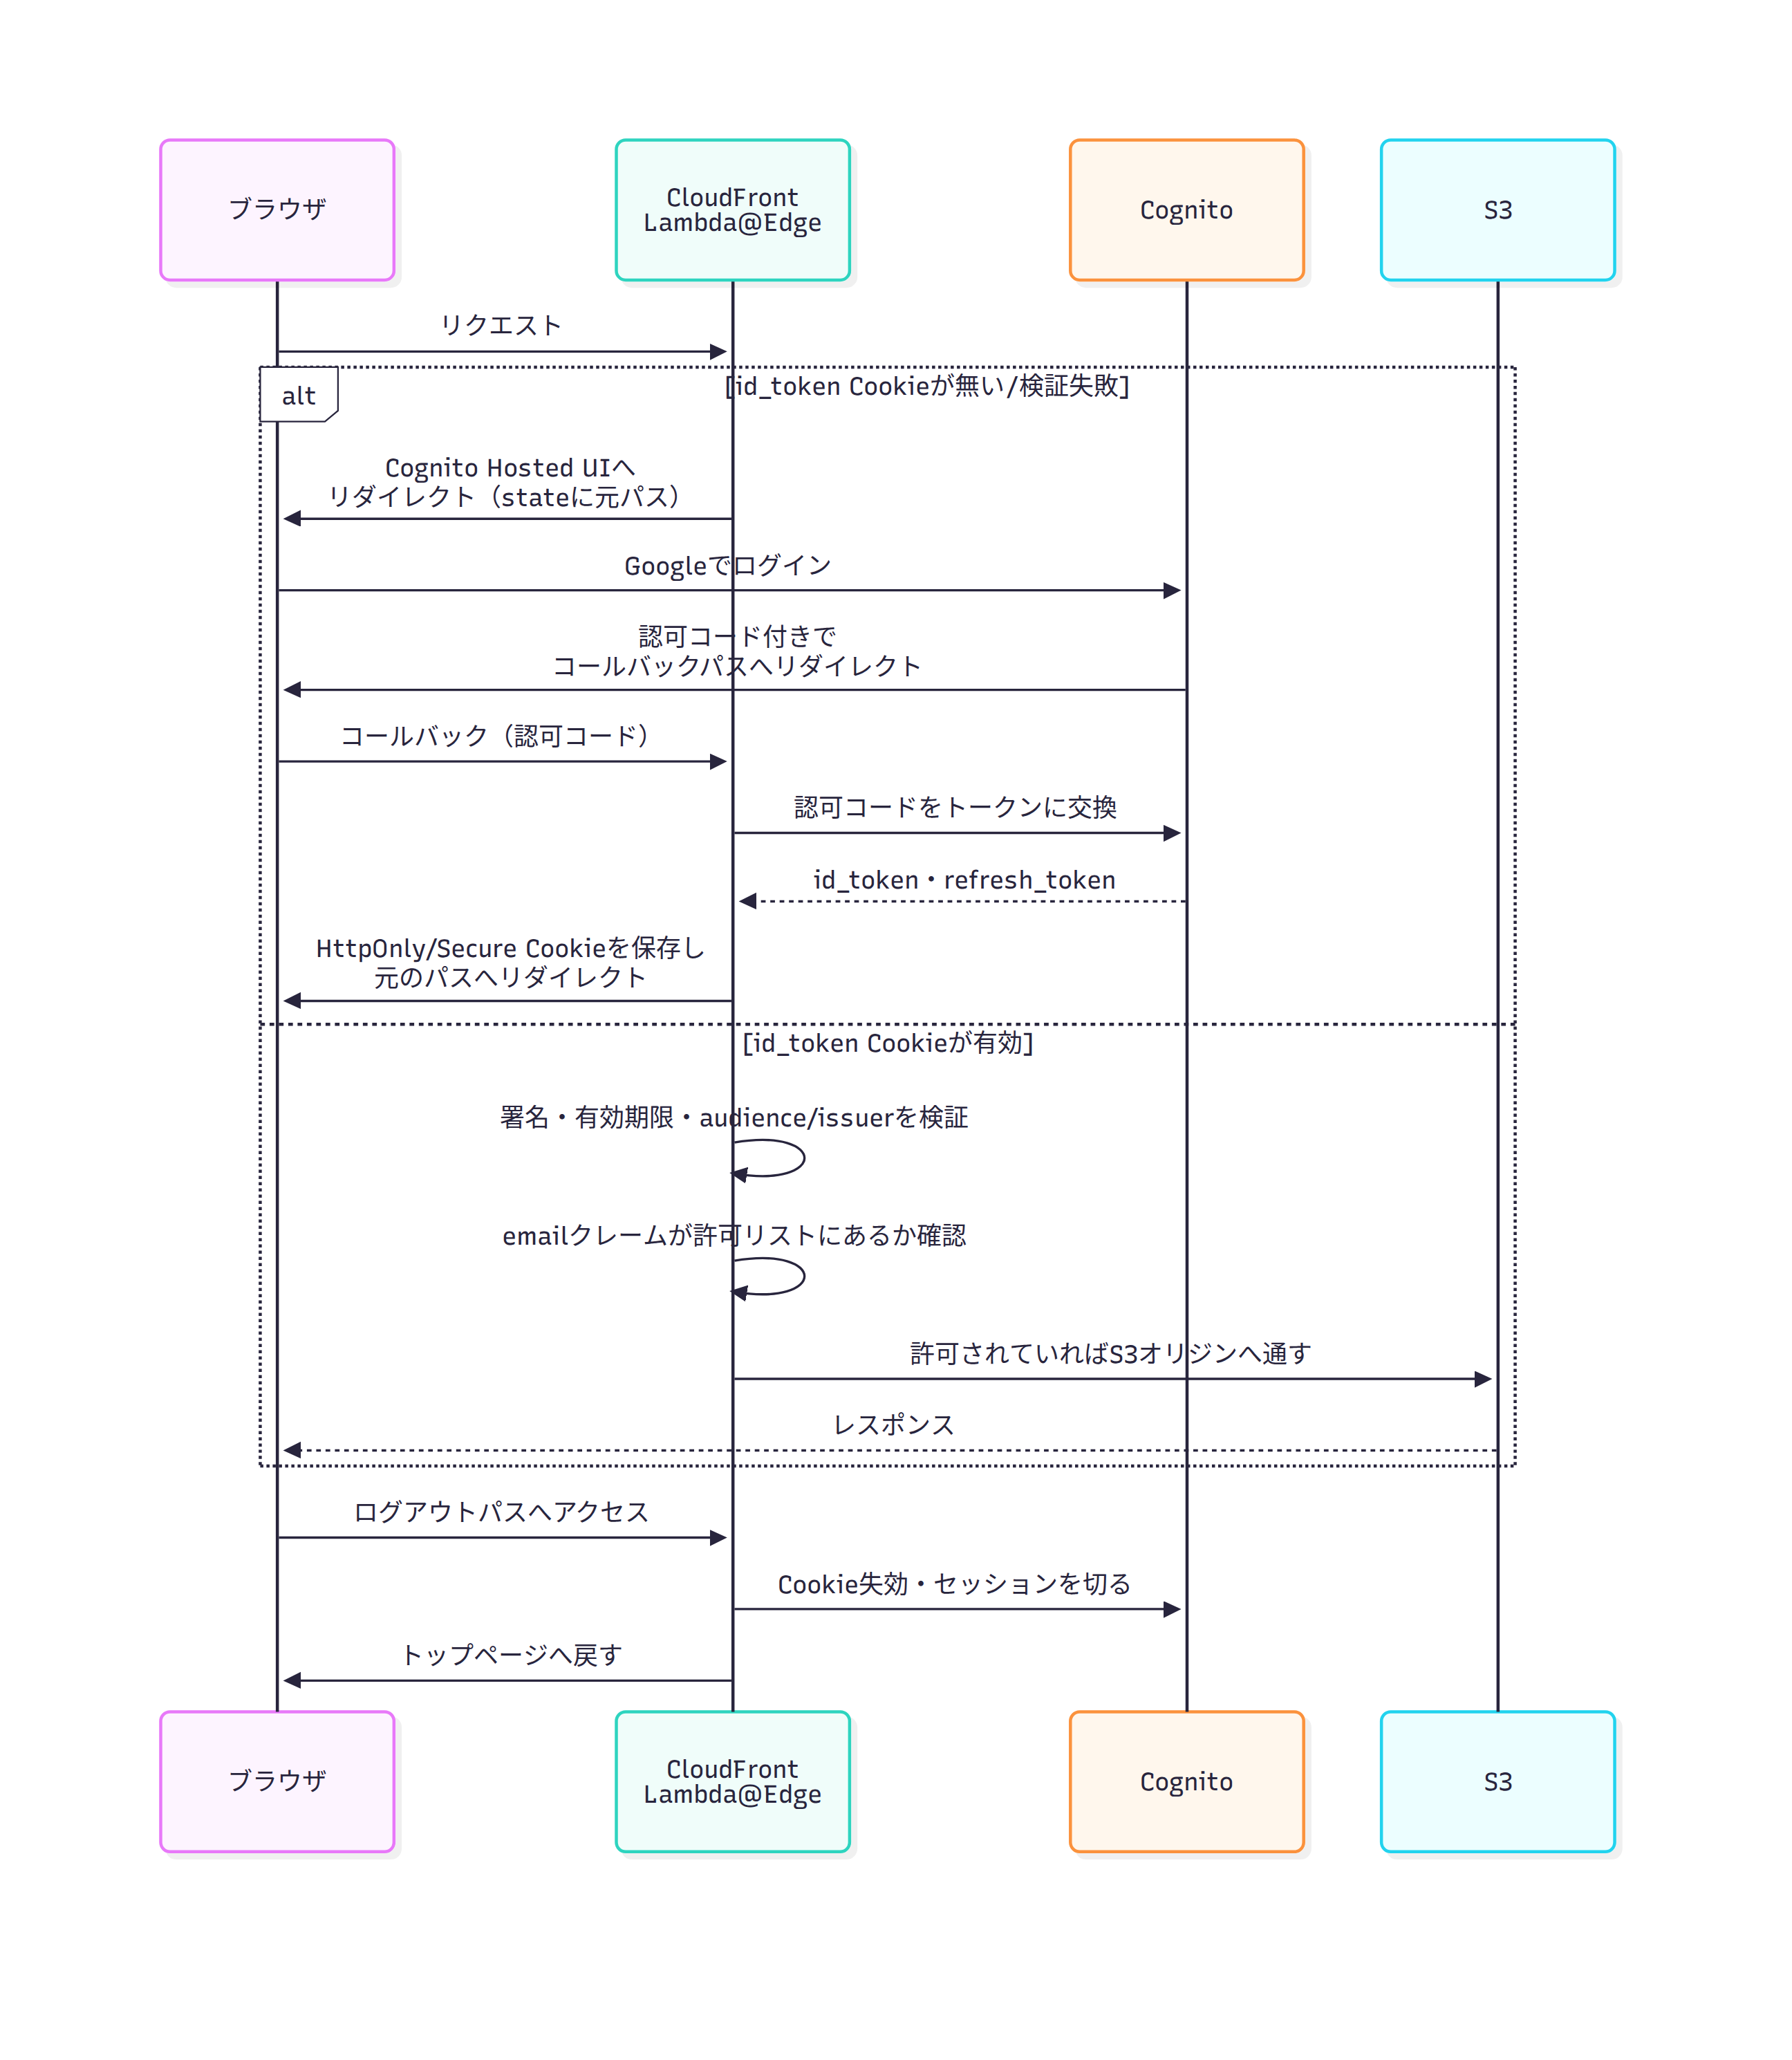 ブラウザ
CloudFront
Lambda@Edge
Cognito
S3
リクエスト
alt
[id_token Cookieが無い/検証失敗]
Cognito Hosted UIへ
リダイレクト（stateに元パス）
Googleでログイン
認可コード付きで
コールバックパスへリダイレクト
コールバック（認可コード）
認可コードをトークンに交換
id_token・refresh_token
HttpOnly/Secure Cookieを保存し
元のパスへリダイレクト
[id_token Cookieが有効]
署名・有効期限・audience/issuerを検証
emailクレームが許可リストにあるか確認
許可されていればS3オリジンへ通す
レスポンス
ログアウトパスへアクセス
Cookie失効・セッションを切る
トップページへ戻す
ブラウザ
CloudFront
Lambda@Edge
Cognito
S3